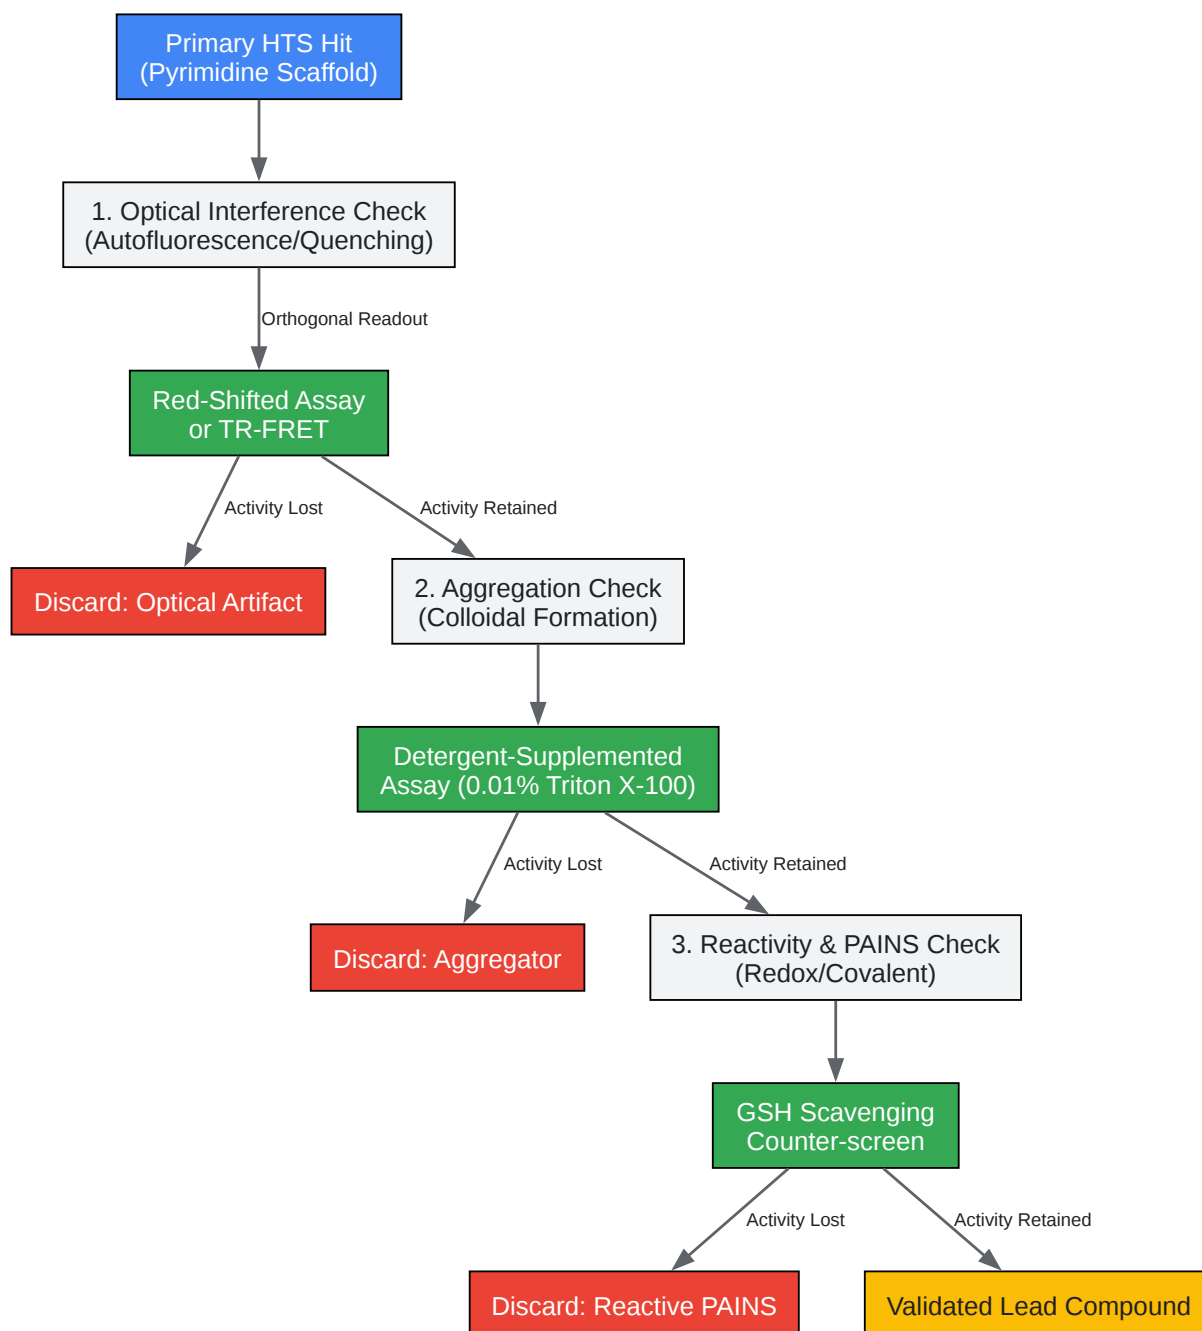 Primary HTS Hit
(Pyrimidine Scaffold)
1. Optical Interference Check
(Autofluorescence/Quenching)
Orthogonal Readout
Red-Shifted Assay
or TR-FRET
Activity Lost
Activity Retained
Discard: Optical Artifact
2. Aggregation Check
(Colloidal Formation)
Detergent-Supplemented
Assay (0.01% Triton X-100)
Activity Lost
Activity Retained
Discard: Aggregator
3. Reactivity & PAINS Check
(Redox/Covalent)
GSH Scavenging
Counter-screen
Activity Lost
Activity Retained
Discard: Reactive PAINS
Validated Lead Compound